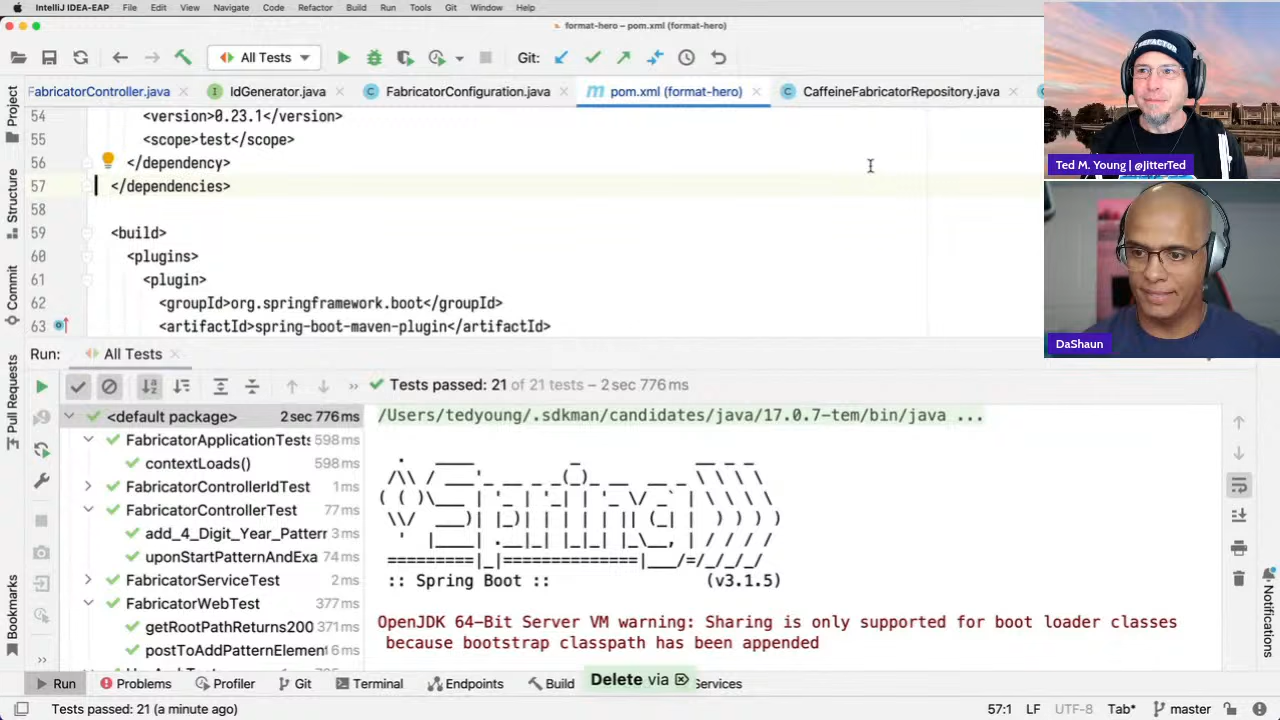 IntelliJ IDEA-EAP File Edit View Navigate Code Refactor Build Run Tools Git Window Help
format-hero – pom.xml (format-hero)
All Tests
Git:
FabricatorController.java IdGenerator.java FabricatorConfiguration.java pom.xml (format-hero) CaffeineFabricatorRepository.java
Project
Structure
Commit
Pull Requests
Bookmarks
54 <version>0.23.1</version>
55 <scope>test</scope>
56 </dependency>
57 </dependencies>
58
59 <build>
60 <plugins>
61 <plugin>
62 <groupId>org.springframework.boot</groupId>
63 <artifactId>spring-boot-maven-plugin</artifactId>
REFACTOR
Ted M. Young | @JitterTed
DaShaun
Run: All Tests
Tests passed: 21 of 21 tests – 2 sec 776 ms
<default package> 2 sec 776 ms
FabricatorApplicationTests 598 ms
contextLoads() 598 ms
FabricatorControllerIdTest 1 ms
FabricatorControllerTest 77 ms
add_4_Digit_Year_Pattern 3 ms
uponStartPatternAndExa 74 ms
FabricatorServiceTest 2 ms
FabricatorWebTest 377 ms
getRootPathReturns200 371 ms
postToAddPatternElemen
/Users/tedyoung/.sdkman/candidates/java/17.0.7-tem/bin/java ...
Spring
:: Spring Boot :: (v3.1.5)
OpenJDK 64-Bit Server VM warning: Sharing is only supported for boot loader classes
because bootstrap classpath has been appended
Notifications
Run Problems Profiler Git Terminal Endpoints Build Services
Delete via
Tests passed: 21 (a minute ago) 57:1 LF UTF-8 Tab* master